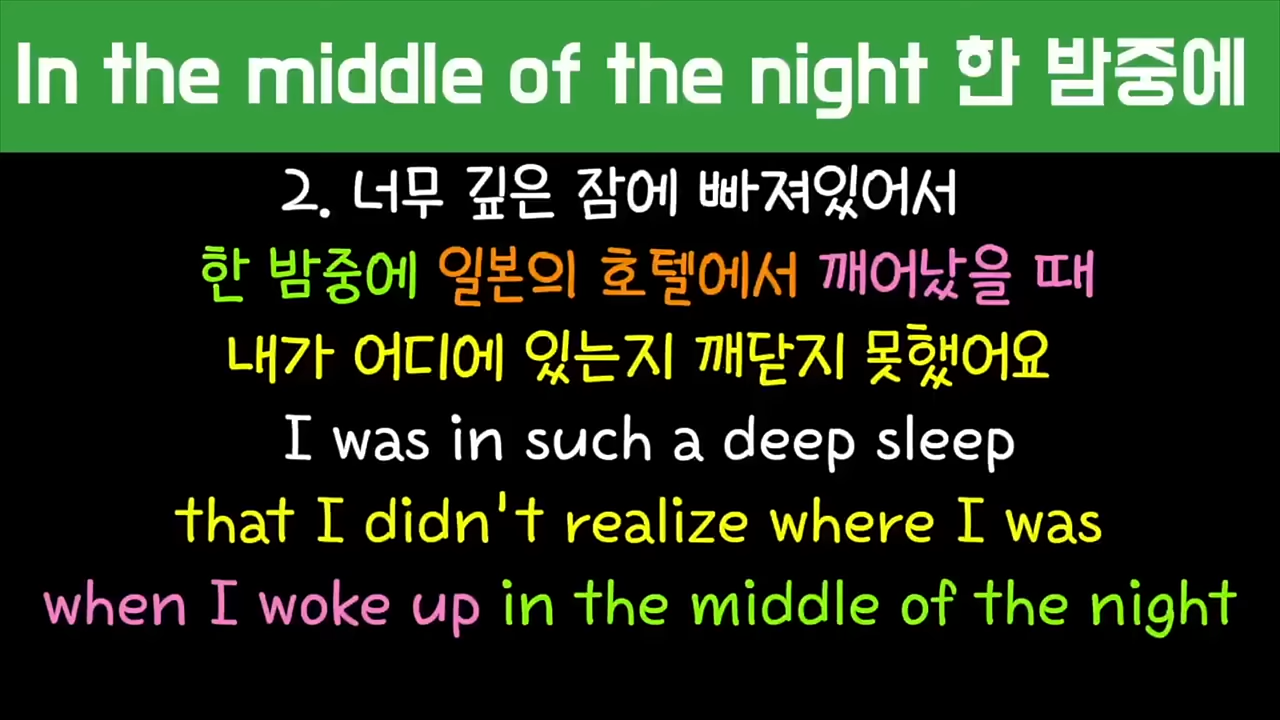 In the middle of the night 한 밤중에
2. 너무 깊은 잠에 빠져있어서
한 밤중에 일본의 호텔에서 깨어났을 때
내가 어디에 있는지 깨닫지 못했어요
I was in such a deep sleep
that I didn't realize where I was
when I woke up in the middle of the night